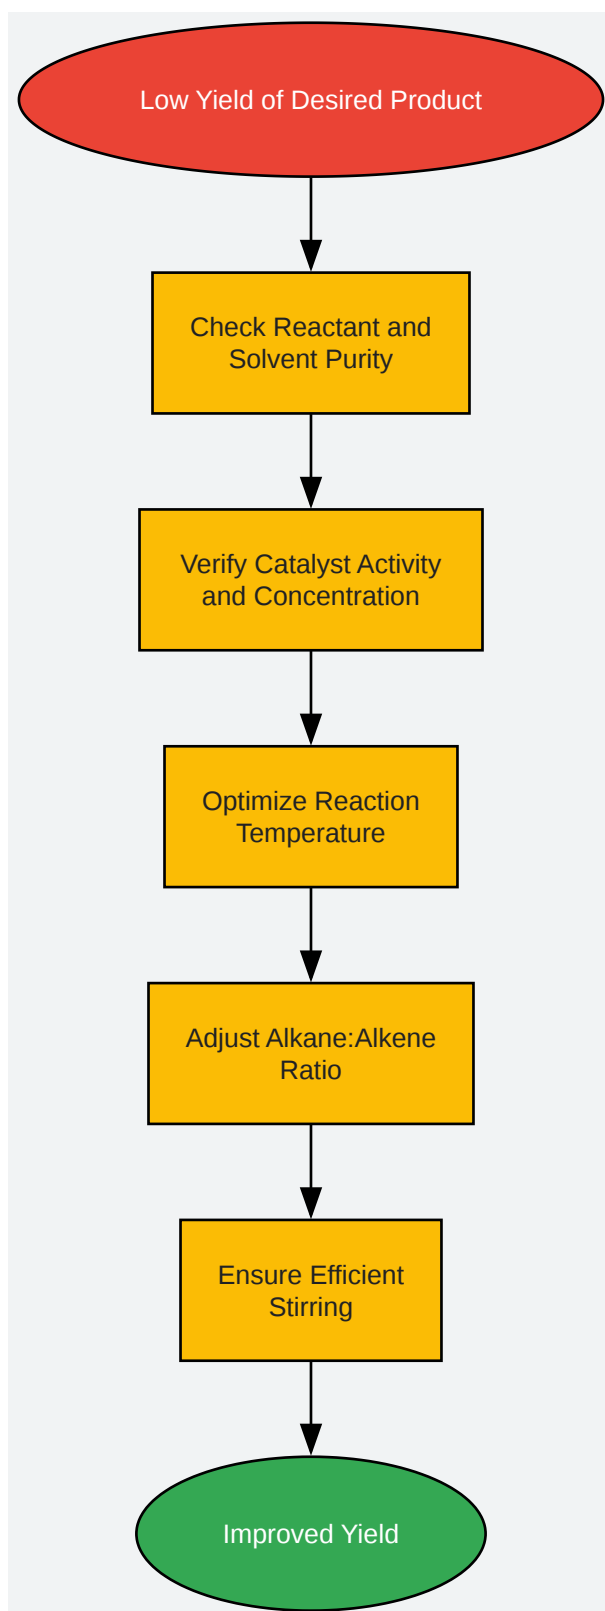 Low Yield of Desired Product
Check Reactant and
Solvent Purity
Verify Catalyst Activity
and Concentration
Optimize Reaction
Temperature
Adjust Alkane:Alkene
Ratio
Ensure Efficient
Stirring
Improved Yield